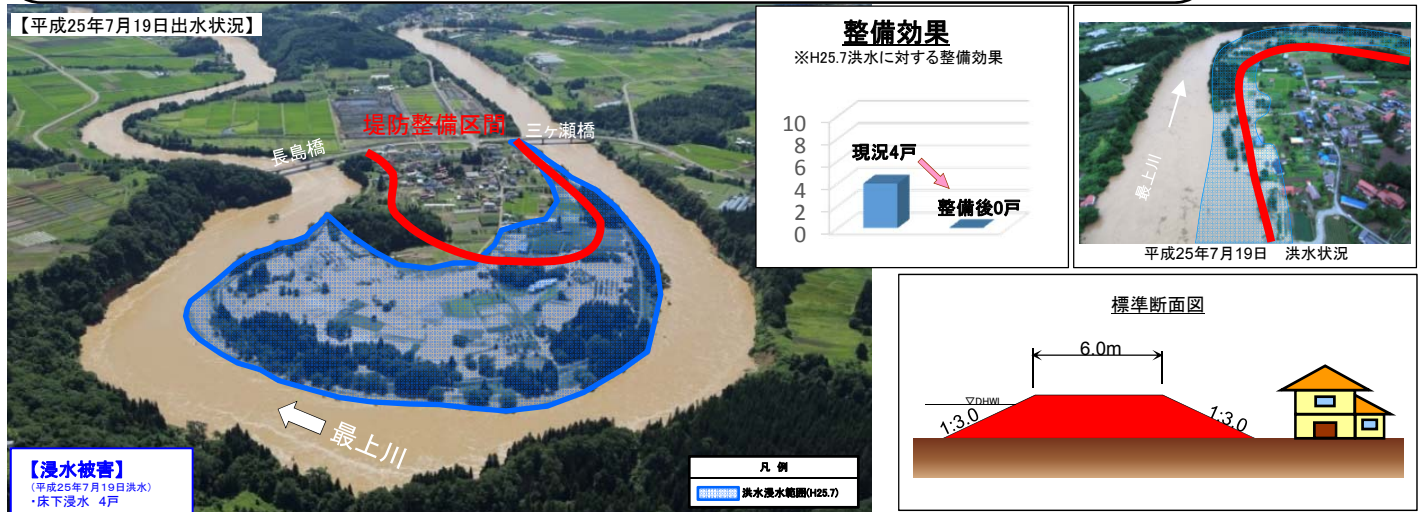 【平成25年7月19日出水状況】
堤防整備区間
三ヶ瀬橋
長島橋
最上川
【浸水被害】
(平成25年7月19日洪水)
・床下浸水 4戸
凡 例
洪水浸水範囲(H25.7)
整備効果
※H25.7洪水に対する整備効果
10
8
6
4
2
0
現況4戸
整備後0戸
最上川
平成25年7月19日 洪水状況
標準断面図
6.0m
▽DHWL
1:3.0
1:3.0